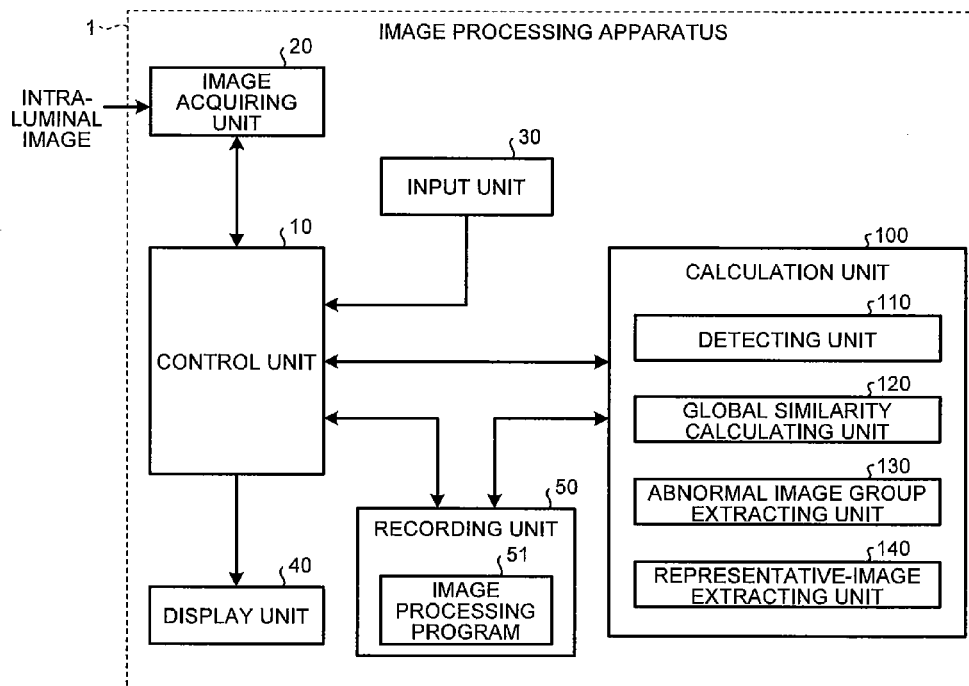 1
IMAGE PROCESSING APPARATUS
20
IMAGE
ACQUIRING
UNIT
INTRA-
LUMINAL
IMAGE
30
INPUT UNIT
10
CONTROL UNIT
100
CALCULATION UNIT
110
DETECTING UNIT
120
GLOBAL SIMILARITY
CALCULATING UNIT
130
ABNORMAL IMAGE GROUP
EXTRACTING UNIT
140
REPRESENTATIVE-IMAGE
EXTRACTING UNIT
50
RECORDING UNIT
51
IMAGE
PROCESSING
PROGRAM
40
DISPLAY UNIT